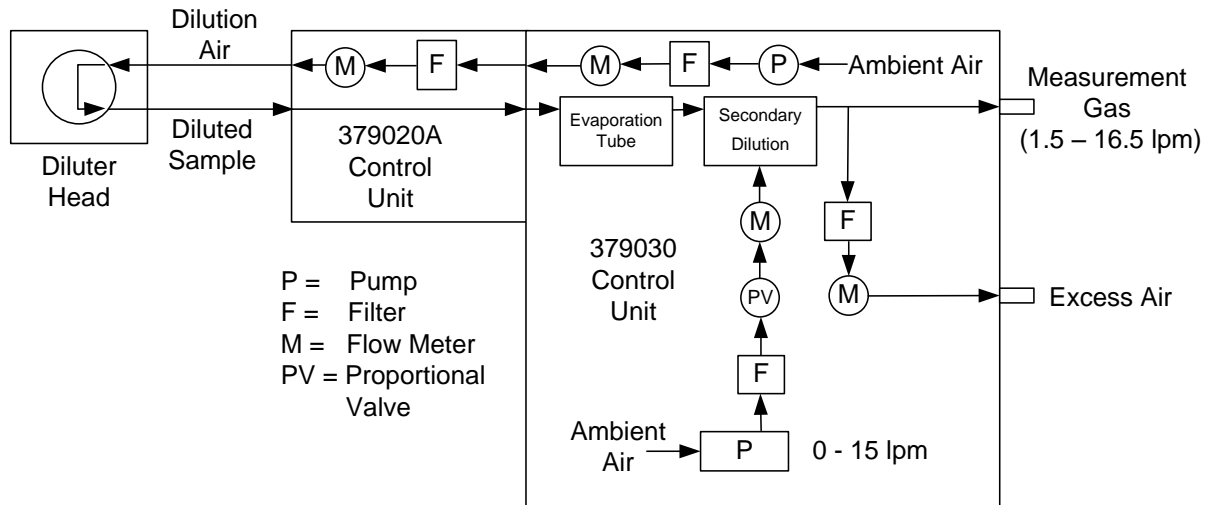 Dilution
Air
M
F
M
F
P
Ambient Air
Measurement
Gas
(1.5 – 16.5 lpm)
Diluted
Sample
Diluter
Head
379020A
Control
Unit
Evaporation
Tube
Secondary
Dilution
M
F
379030
Control
Unit
PV
M
Excess Air
P = Pump
F = Filter
M = Flow Meter
PV = Proportional
Valve
F
Ambient
Air
P
0 - 15 lpm